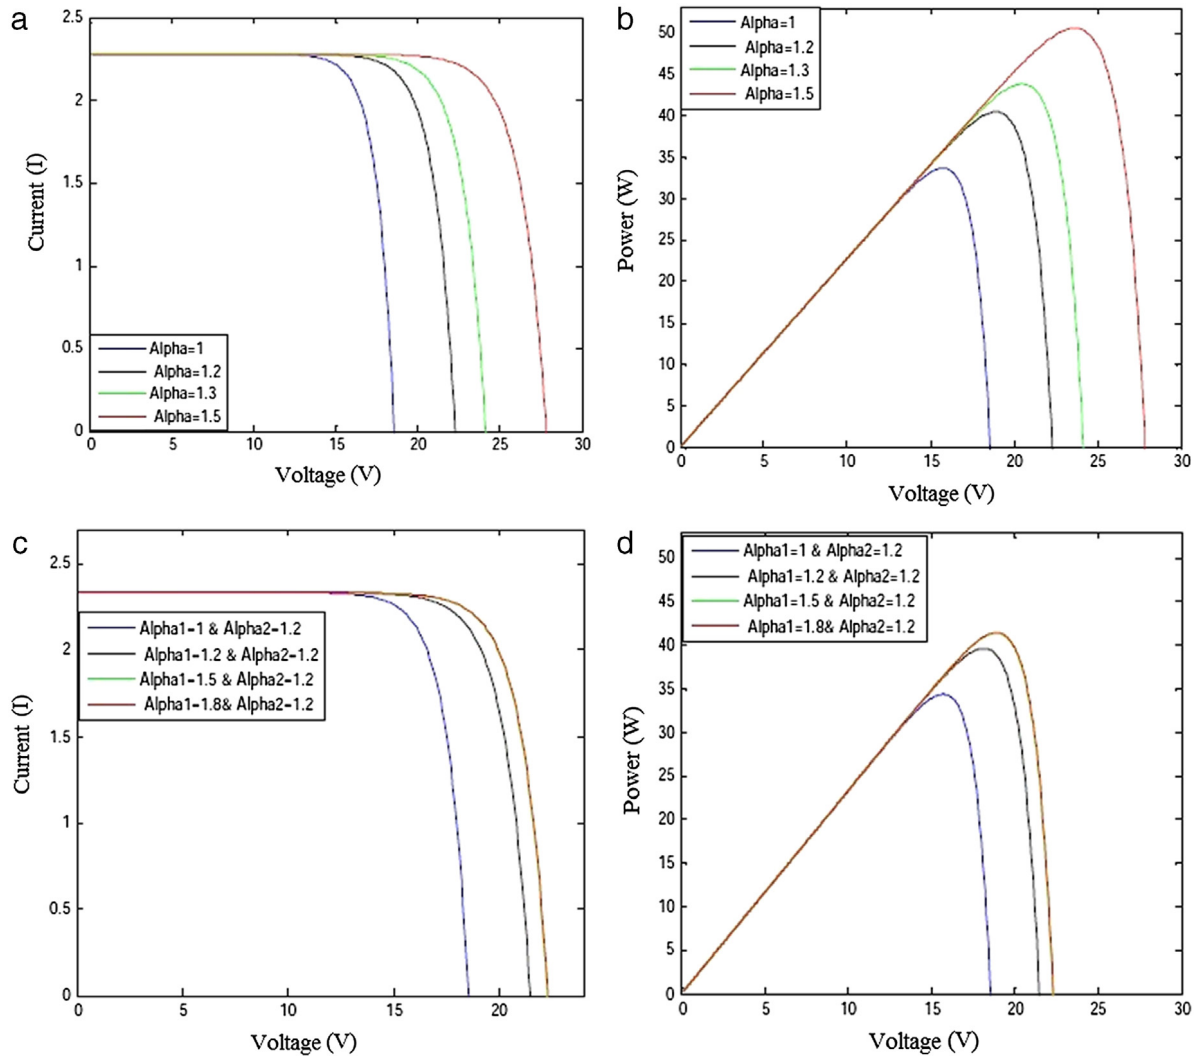 a
2.5
2
1.5
1
0.5
0
Current (I)
Alpha=1
Alpha=1.2
Alpha=1.3
Alpha=1.5
0 5 10 15 20 25 30
Voltage (V)
b
Alpha=1
Alpha=1.2
Alpha=1.3
Alpha=1.5
50
45
40
35
30
25
20
15
10
5
0
Power (W)
0 5 10 15 20 25 30
Voltage (V)
c
2.5
2
1.5
1
0.5
0
Current (I)
Alpha1-1 & Alpha2-1.2
Alpha1-1.2 & Alpha2-1.2
Alpha1-1.5 & Alpha2-1.2
Alpha1-1.8& Alpha2-1.2
0 5 10 15 20
Voltage (V)
d
Alpha1=1 & Alpha2=1.2
Alpha1=1.2 & Alpha2=1.2
Alpha1=1.5 & Alpha2=1.2
Alpha1=1.8& Alpha2=1.2
50
45
40
35
30
25
20
15
10
5
0
Power (W)
0 5 10 15 20 25 30
Voltage (V)